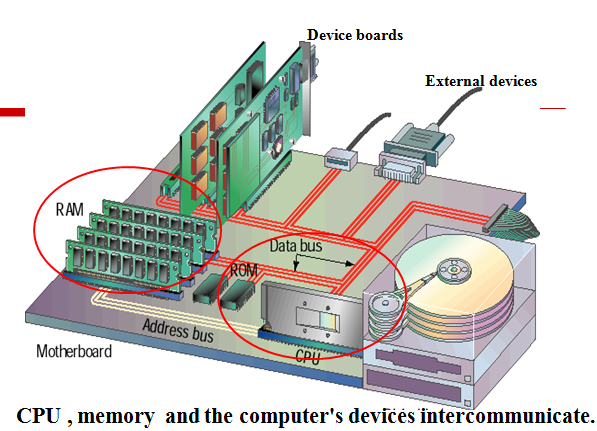 Device boards
External devices
RAM
Data bus
ROM
Address bus
CPU
Motherboard
CPU , memory and the computer's devices intercommunicate.